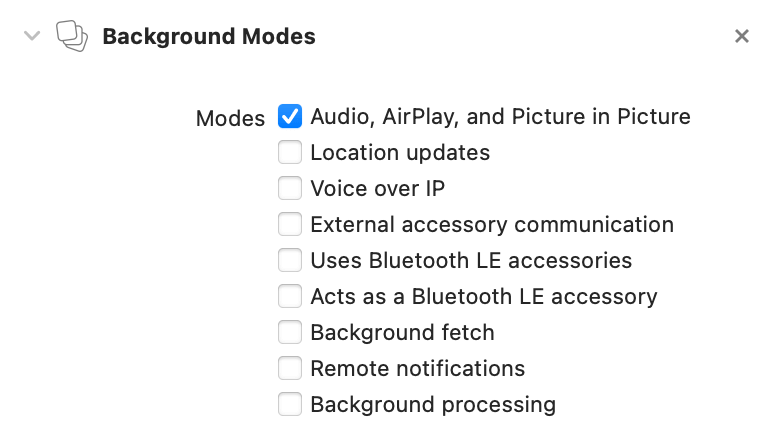 Background Modes
Modes Audio, AirPlay, and Picture in Picture
Location updates
Voice over IP
External accessory communication
Uses Bluetooth LE accessories
Acts as a Bluetooth LE accessory
Background fetch
Remote notifications
Background processing